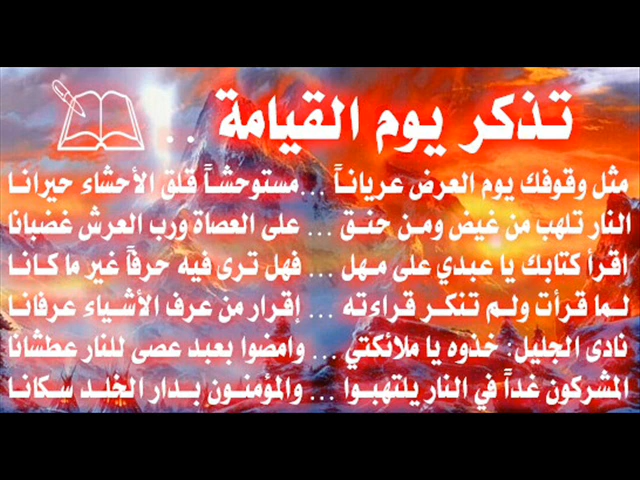 تذكر يوم القيامة . .
مثل وقوفك يوم العرض عرياناً ... مستوحشاً قلق الأحشاء حيرانا
النار تلهب من غيض ومن حنق ... على العصاة ورب العرش غضبانا
اقرأ كتابك يا عبدي على مهل ... فهل ترى فيه حرفاً غير ما كانا
لما قرأت ولم تنكر قراءته ... إقرار من عرف الأشياء عرفانا
نادى الجليل: خذوه يا ملائكتي ... وامضوا بعبد عصى للنار عطشانا
المشركون غداً في النار يلتهبوا ... والمؤمنون بدار الخلد سكانا